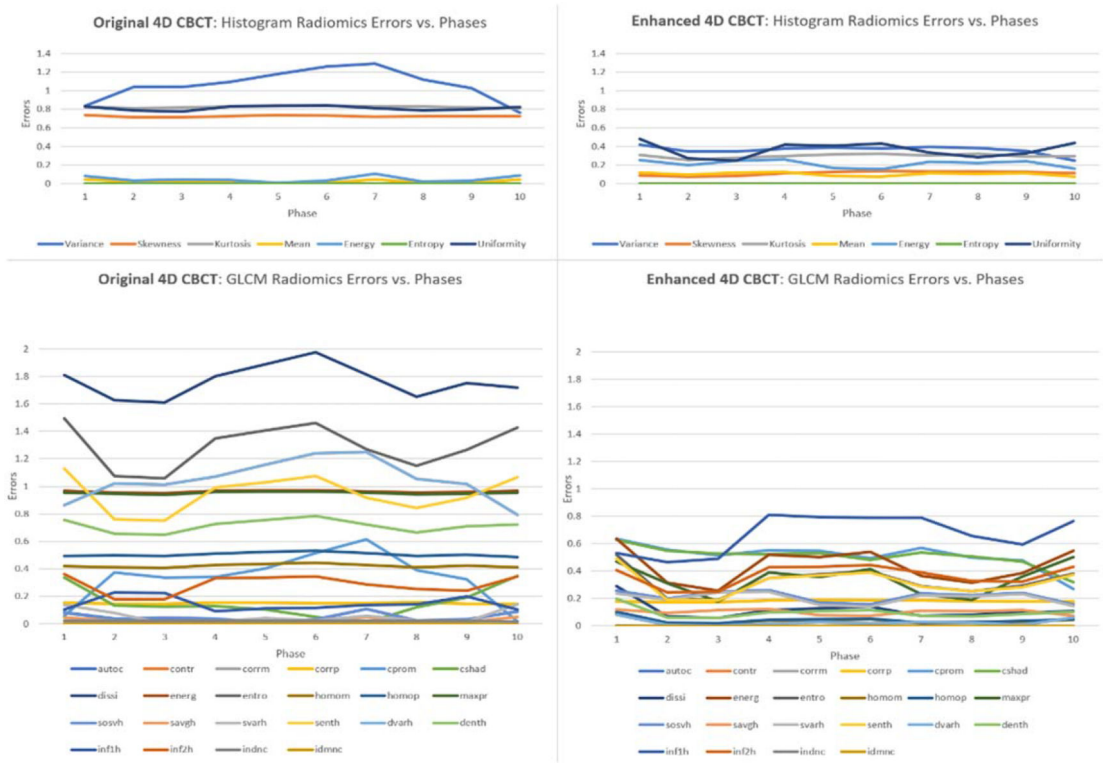 Original 4D CBCT: Histogram Radiomics Errors vs. Phases
1.4
1.2
1
0.8
0.6
0.4
0.2
0
Errors
1 2 3 4 5 6 7 8 9 10
Phase
Variance Skewness Kurtosis Mean Energy Entropy Uniformity
Enhanced 4D CBCT: Histogram Radiomics Errors vs. Phases
1.4
1.2
1
0.8
0.6
0.4
0.2
0
Errors
1 2 3 4 5 6 7 8 9 10
Phase
Variance Skewness Kurtosis Mean Energy Entropy Uniformity
Original 4D CBCT: GLCM Radiomics Errors vs. Phases
2
1.8
1.6
1.4
1.2
1
0.8
0.6
0.4
0.2
0
Errors
1 2 3 4 5 6 7 8 9 10
Phase
autoc contr corrm corrp cprom cshad
dissi energ entro homom homop maxpr
sosvh savgh svarh senth dvarh denth
inf1h inf2h indnc idmnc
Enhanced 4D CBCT: GLCM Radiomics Errors vs. Phases
2
1.8
1.6
1.4
1.2
1
0.8
0.6
0.4
0.2
0
Errors
1 2 3 4 5 6 7 8 9 10
Phase
autoc contr corrm corrp cprom cshad
dissi energ entro homom homop maxpr
sosvh savgh svarh senth dvarh denth
inf1h inf2h indnc idmnc